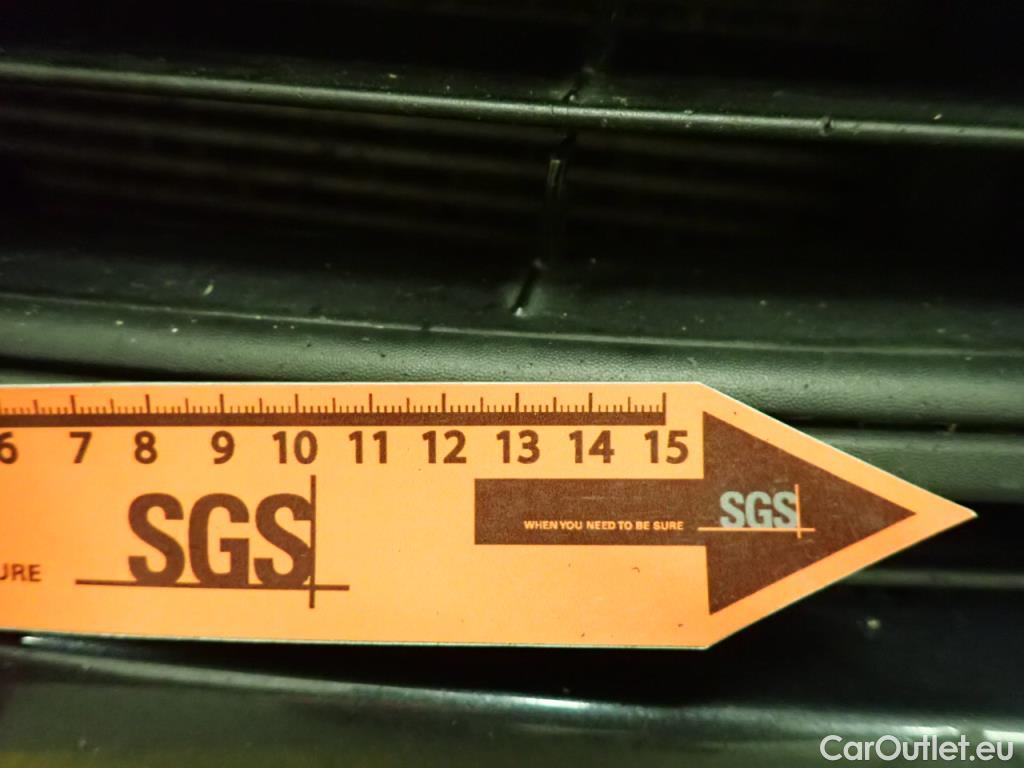 6 7 8 9 10 11 12 13 14 15
SGS
SGS
WHEN YOU NEED TO BE SURE
URE
CarOutlet.eu